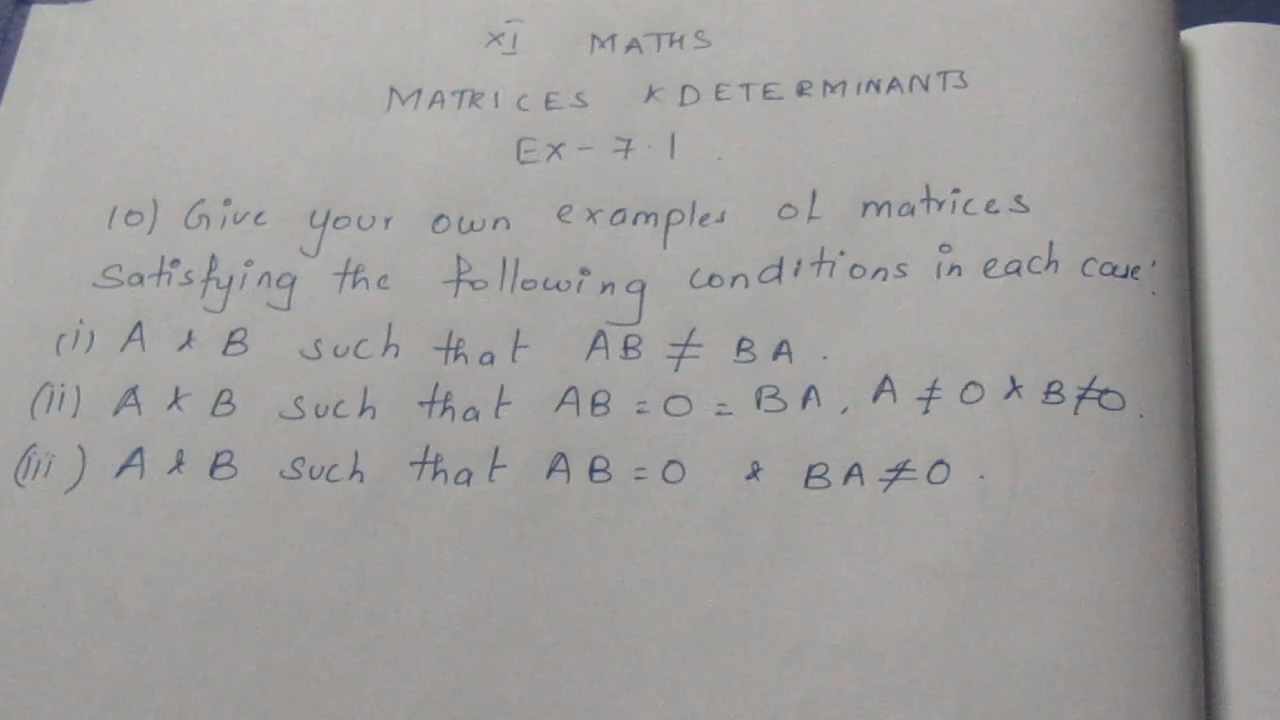 XI MATHS
MATRICES & DETERMINANTS
Ex - 7.1
10) Give your own examples of matrices
Satisfying the following conditions in each case:
(i) A & B such that AB ≠ BA.
(ii) A & B such that AB = 0 = BA, A ≠ 0 & B ≠ 0.
(iii) A & B such that AB = 0 & BA ≠ 0.